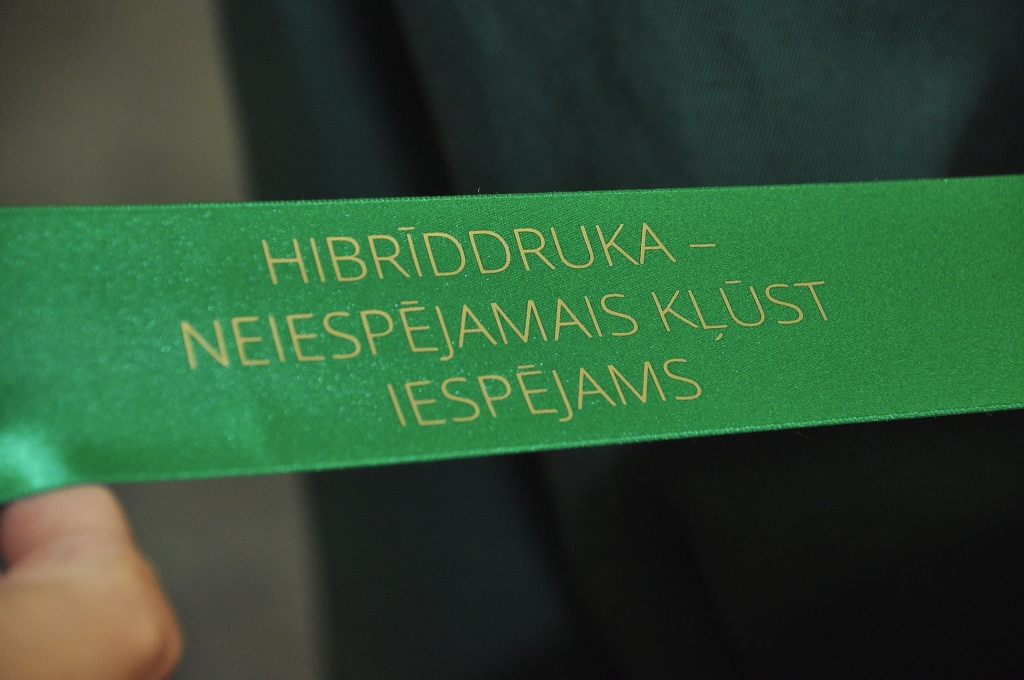 HIBRĪDDRUKA –
NEIESPĒJAMAIS KĻŪST
IESPĒJAMS